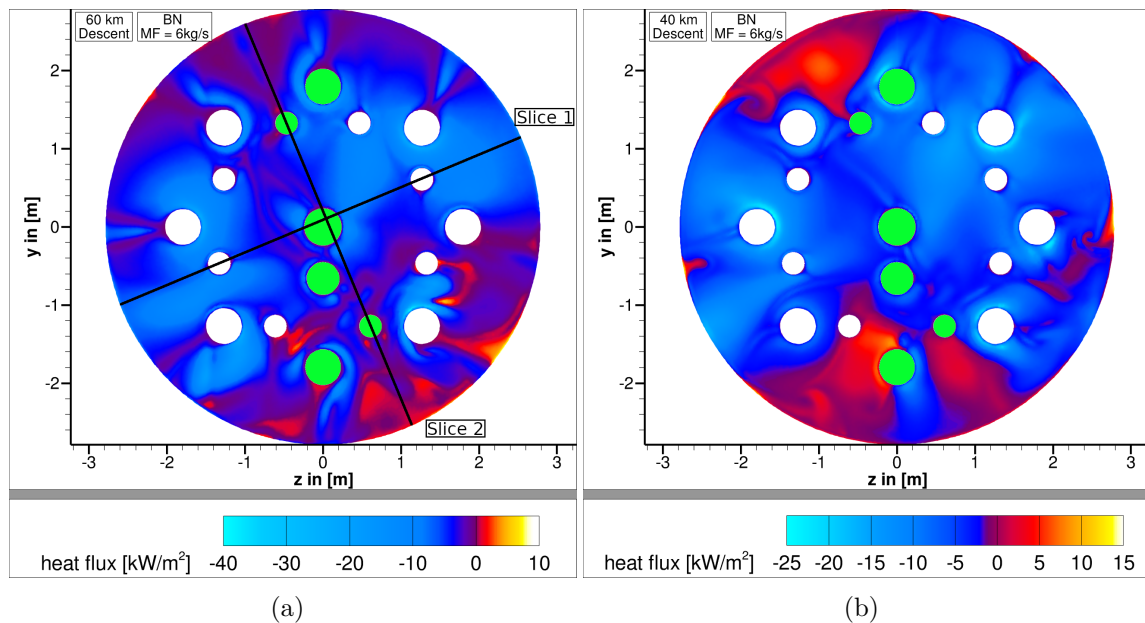 60 km
Descent
BN
MF = 6kg/s
Slice 1
Slice 2
y in [m]
2
1
0
-1
-2
-3
-2
-1
0
1
2
3
z in [m]
heat flux [kW/m²]
-40
-30
-20
-10
0
10
(a)
40 km
Descent
BN
MF = 6kg/s
y in [m]
2
1
0
-1
-2
-3
-2
-1
0
1
2
3
z in [m]
heat flux [kW/m²]
-25
-20
-15
-10
-5
0
5
10
15
(b)